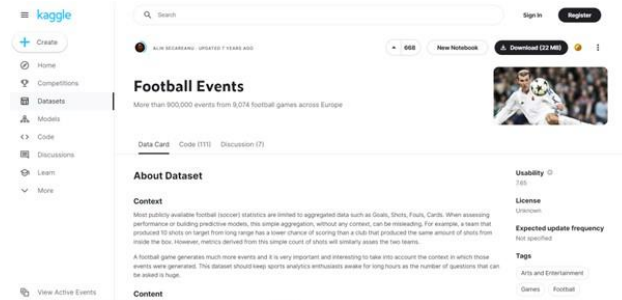 kaggle
Search
Sign In
Register
Create
ALIN SECAREANU · UPDATED 7 YEARS AGO
668
New Notebook
Download (22 MB)
Home
Competitions
Datasets
Models
Code
Discussions
Learn
More
View Active Events
Football Events
More than 900,000 events from 9,074 football games across Europe
Data Card Code (111) Discussion (7)
About Dataset
Context
Most publicly available football (soccer) statistics are limited to aggregated data such as Goals, Shots, Fouls, Cards. When assessing
performance or building predictive models, this simple aggregation, without any context, can be misleading. For example, a team that
produced 10 shots on target from long range has a lower chance of scoring than a club that produced the same amount of shots from
inside the box. However, metrics derived from this simple count of shots will similarly asses the two teams.
A football game generates much more events and it is very important and interesting to take into account the context in which those
events were generated. This dataset should keep sports analytics enthusiasts awake for long hours as the number of questions that can
be asked is huge.
Content
Usability
7.65
License
Unknown
Expected update frequency
Not specified
Tags
Arts and Entertainment
Games Football